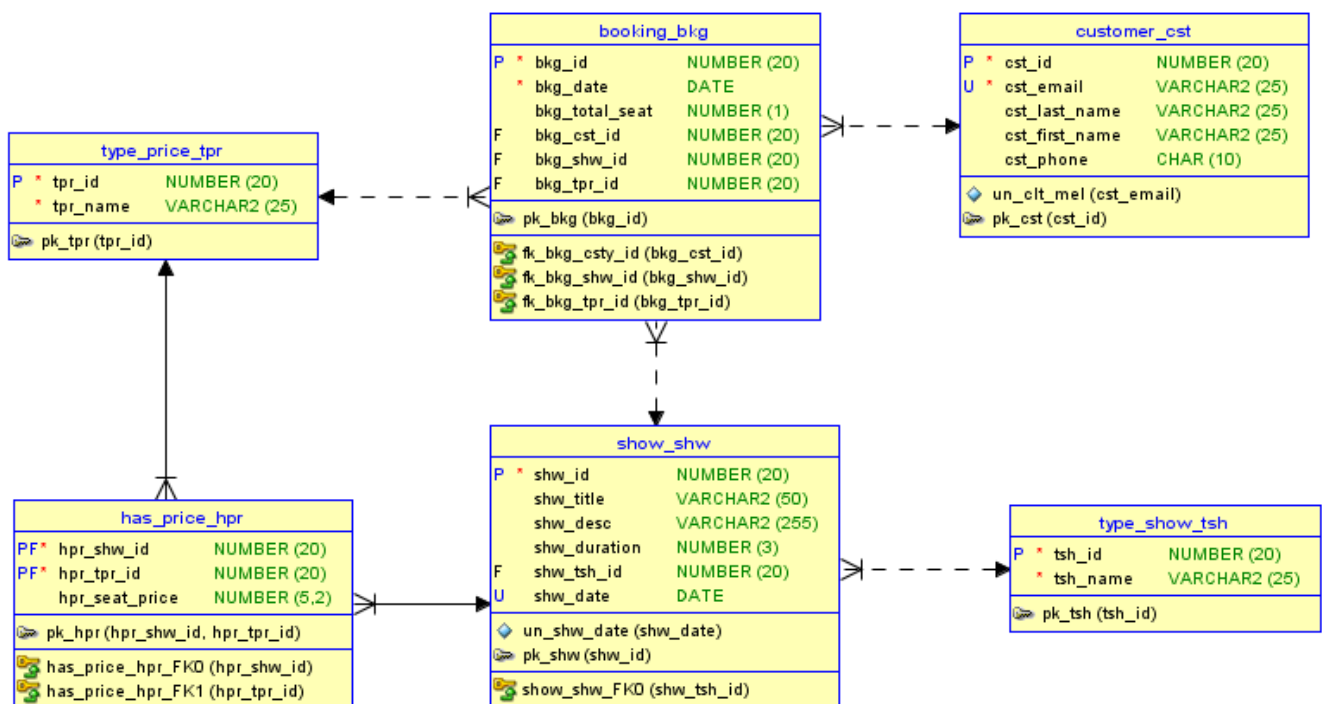 booking_bkg
P * bkg_id NUMBER (20)
* bkg_date DATE
bkg_total_seat NUMBER (1)
F bkg_cst_id NUMBER (20)
F bkg_shw_id NUMBER (20)
F bkg_tpr_id NUMBER (20)
pk_bkg (bkg_id)
fk_bkg_csty_id (bkg_cst_id)
fk_bkg_shw_id (bkg_shw_id)
fk_bkg_tpr_id (bkg_tpr_id)
customer_cst
P * cst_id NUMBER (20)
U * cst_email VARCHAR2 (25)
cst_last_name VARCHAR2 (25)
cst_first_name VARCHAR2 (25)
cst_phone CHAR (10)
un_clt_mel (cst_email)
pk_cst (cst_id)
type_price_tpr
P * tpr_id NUMBER (20)
* tpr_name VARCHAR2 (25)
pk_tpr (tpr_id)
has_price_hpr
PF* hpr_shw_id NUMBER (20)
PF* hpr_tpr_id NUMBER (20)
hpr_seat_price NUMBER (5,2)
pk_hpr (hpr_shw_id, hpr_tpr_id)
has_price_hpr_FK0 (hpr_shw_id)
has_price_hpr_FK1 (hpr_tpr_id)
show_shw
P * shw_id NUMBER (20)
shw_title VARCHAR2 (50)
shw_desc VARCHAR2 (255)
shw_duration NUMBER (3)
F shw_tsh_id NUMBER (20)
U shw_date DATE
un_shw_date (shw_date)
pk_shw (shw_id)
show_shw_FK0 (shw_tsh_id)
type_show_tsh
P * tsh_id NUMBER (20)
* tsh_name VARCHAR2 (25)
pk_tsh (tsh_id)